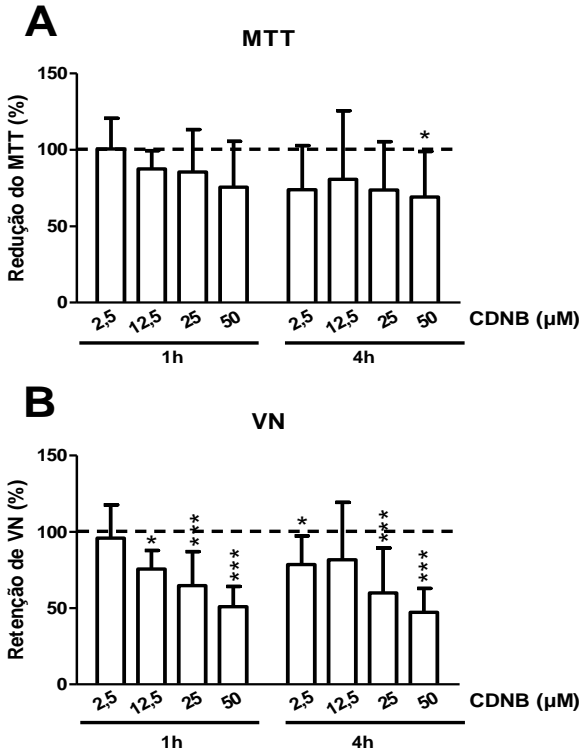 A
MTT
Redução do MTT (%)
150
100
50
0
*
2,5 12,5 25 50 2,5 12,5 25 50 CDNB (µM)
1h 4h
B
VN
Retenção de VN (%)
150
100
50
0
* *** *** * *** ***
2,5 12,5 25 50 2,5 12,5 25 50 CDNB (µM)
1h 4h